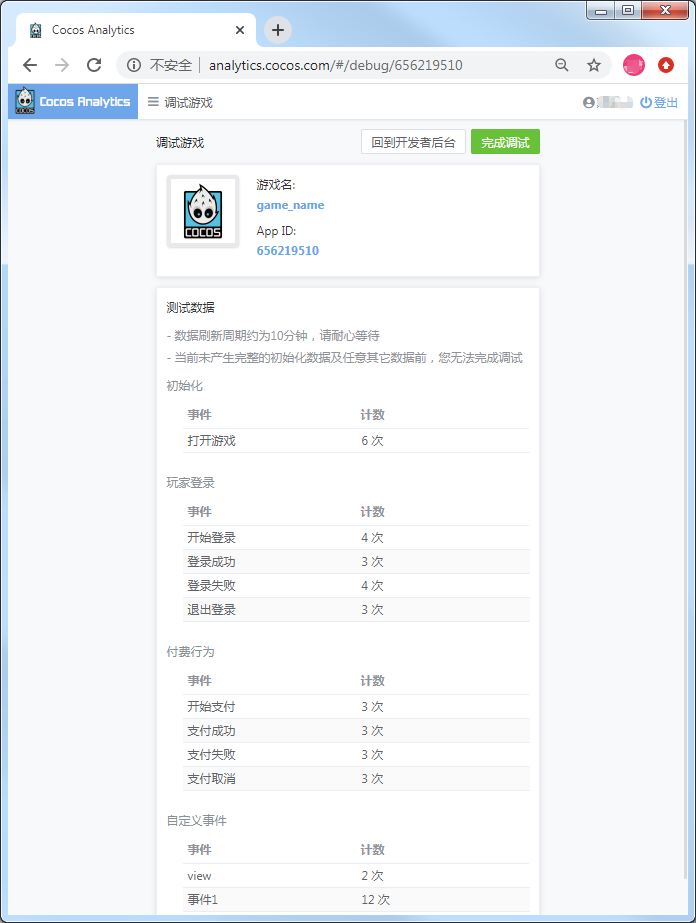 Cocos Analytics
不安全 analytics.cocos.com/#/debug/656219510
Cocos Analytics 调试游戏 登出
调试游戏 回到开发者后台 完成调试
COCOS
游戏名:
game_name
App ID:
656219510
测试数据
- 数据刷新周期约为10分钟，请耐心等待
- 当前未产生完整的初始化数据及任意其它数据前，您无法完成调试
初始化
事件 计数
打开游戏 6 次
玩家登录
事件 计数
开始登录 4 次
登录成功 3 次
登录失败 4 次
退出登录 3 次
付费行为
事件 计数
开始支付 3 次
支付成功 3 次
支付失败 3 次
支付取消 3 次
自定义事件
事件 计数
view 2 次
事件1 12 次